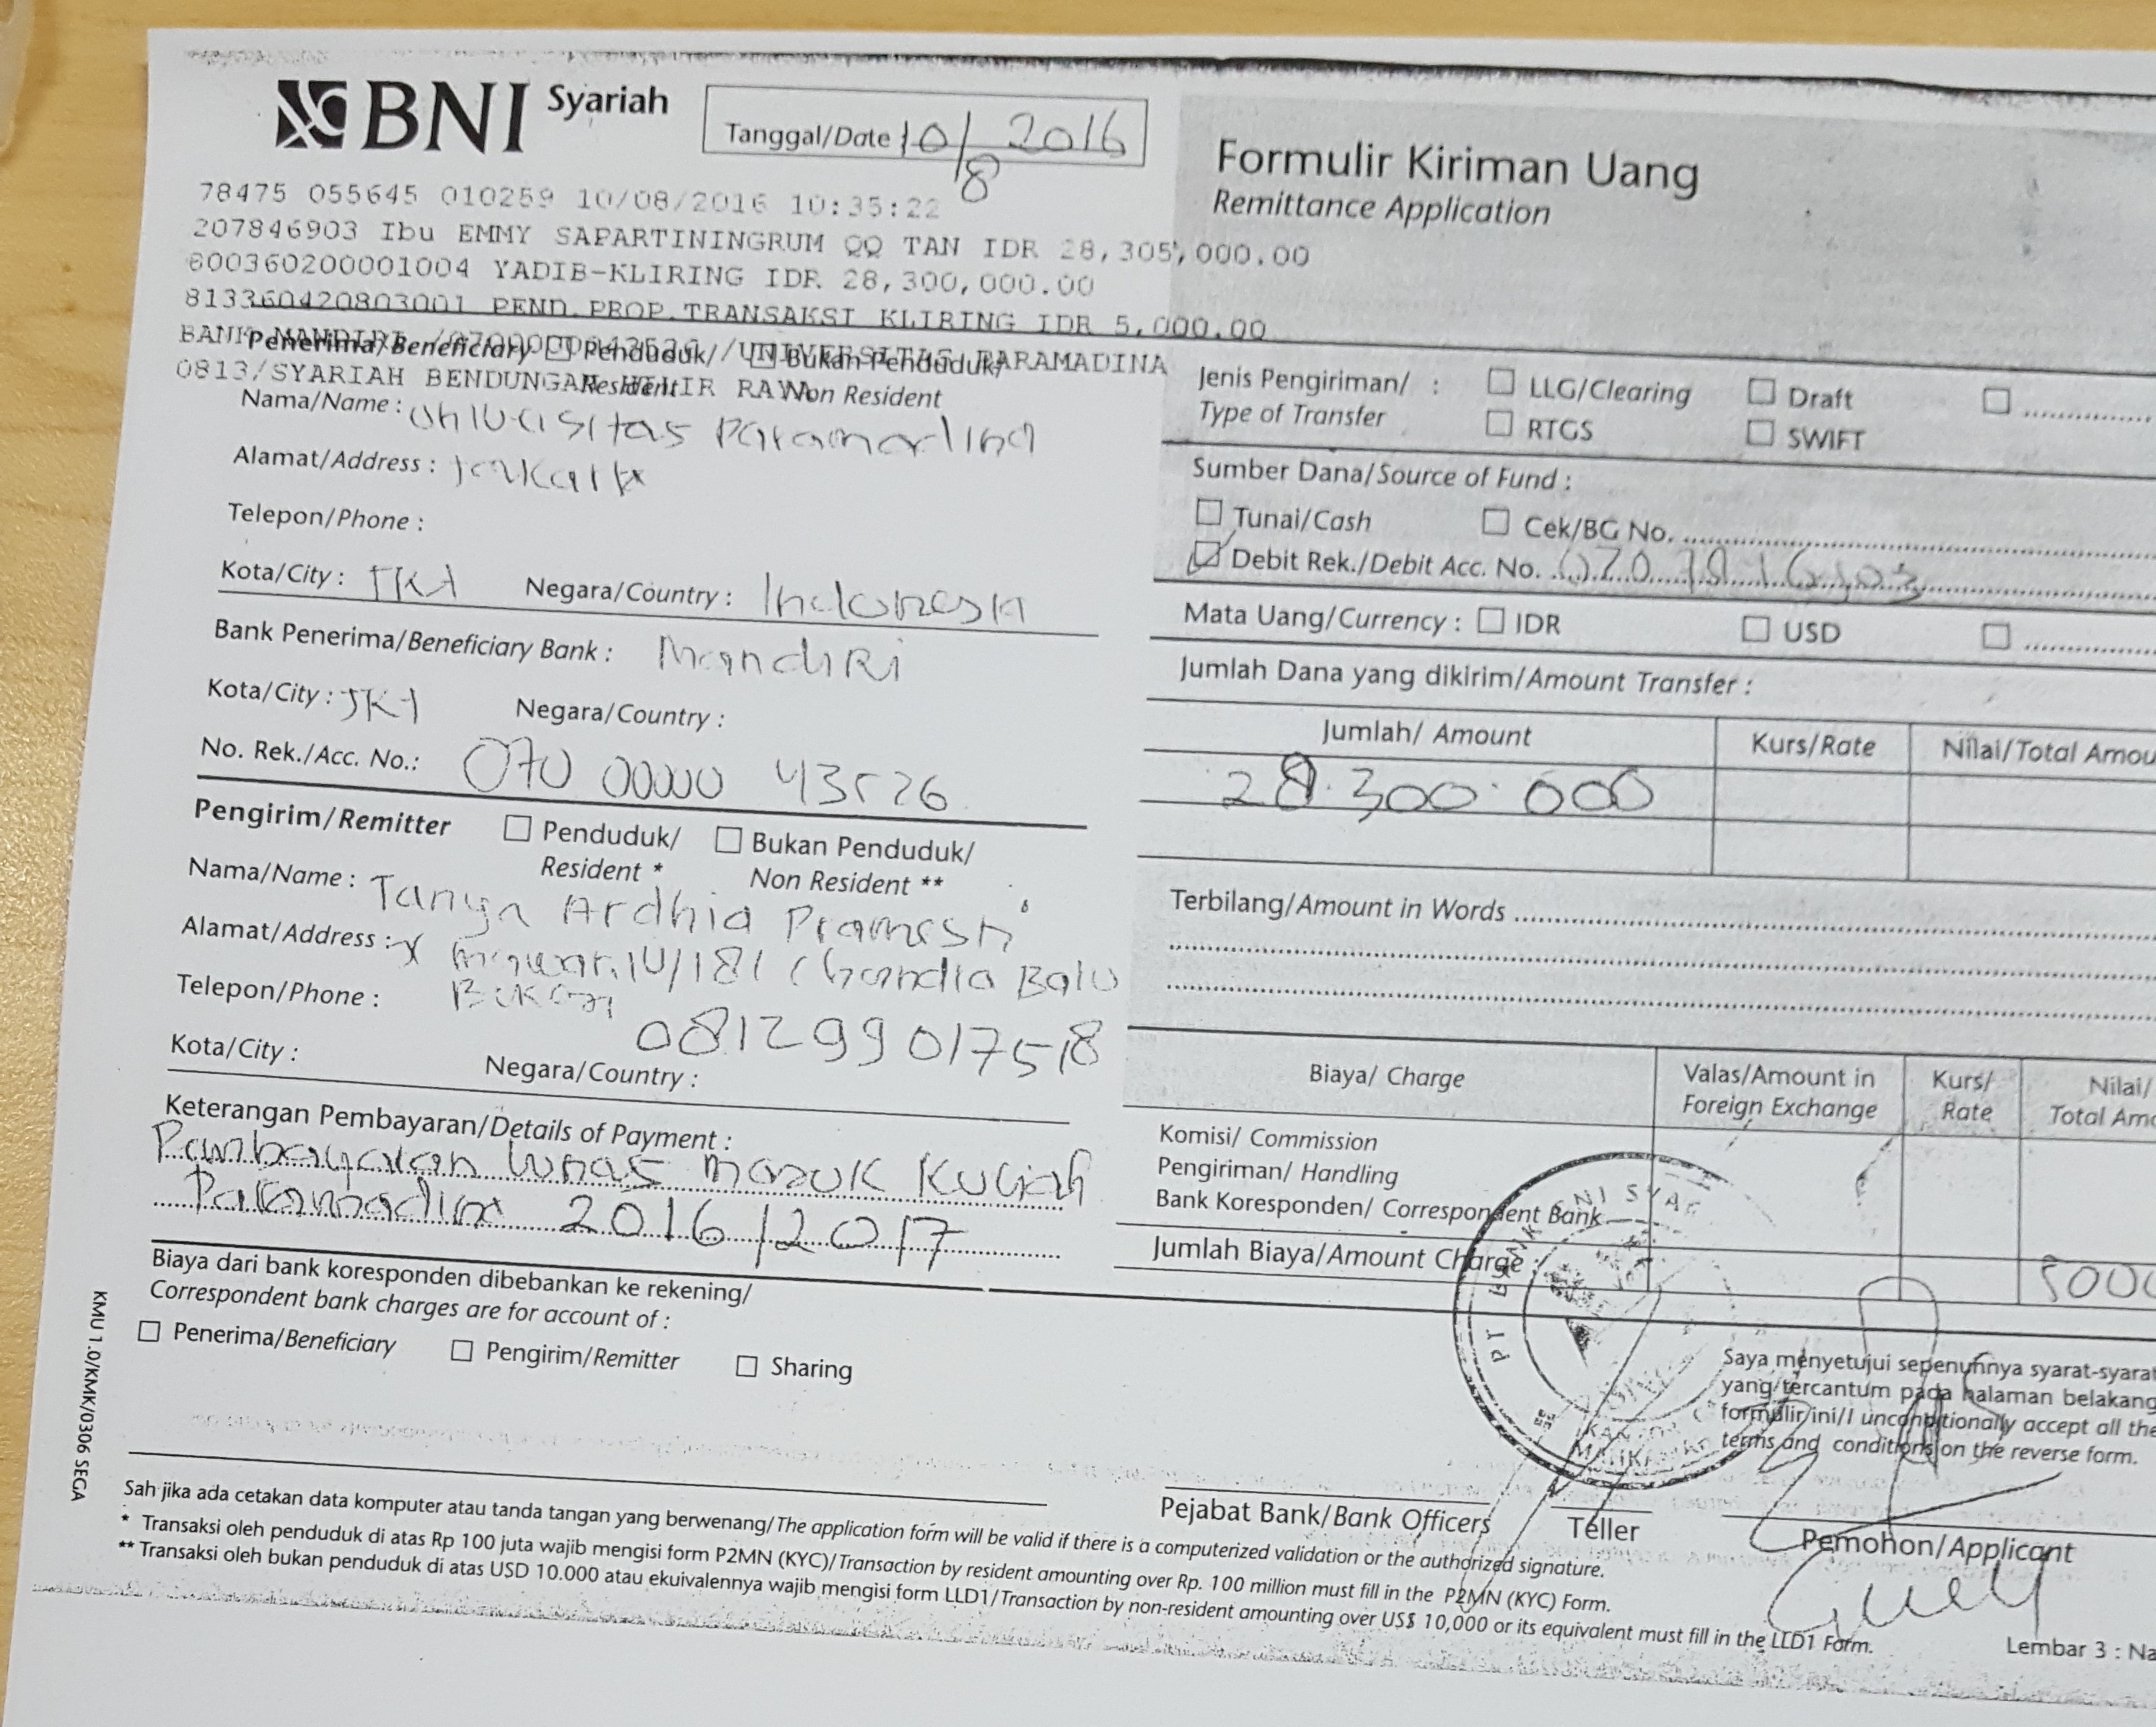 BNI Syariah
Tanggal/Date 10/8 2016
Formulir Kiriman Uang
Remittance Application
78475 055645 010259 10/08/2016 10:35:22
207846903 Ibu EMMY SAPARTININGRUM QQ TAN IDR 28,305,000.00
600360200001004 YADIB-KLIRING IDR 28,300,000.00
813360420803001 PEND.PROP.TRANSAKSI KLIRING IDR 5,000.00
BANK MANDIRI /UNIVERSITAS PARAMADINA
0813/SYARIAH BENDUNGAN HILIR RAYA
Penerima/Beneficiary Penduduk/ Bukan Penduduk/
Resident Non Resident
Nama/Name : Universitas Paramadina
Alamat/Address : Jakarta
Telepon/Phone :
Kota/City : JKT Negara/Country : Indonesia
Bank Penerima/Beneficiary Bank : Mandiri
Kota/City : JKT Negara/Country :
No. Rek./Acc. No.: 070 00000 43526
Pengirim/Remitter Penduduk/ Bukan Penduduk/
Resident * Non Resident **
Nama/Name : Tanya Ardhia Pramesti
Alamat/Address : Mawar 10/181 Chandra Baru
Bekasi
Telepon/Phone : 081299017518
Kota/City : Negara/Country :
Keterangan Pembayaran/Details of Payment :
Pembayaran lunas masuk Kuliah
Paramadina 2016/2017
Biaya dari bank koresponden dibebankan ke rekening/
Correspondent bank charges are for account of :
Penerima/Beneficiary Pengirim/Remitter Sharing
Jenis Pengiriman/ : LLG/Clearing Draft
Type of Transfer RTGS SWIFT
Sumber Dana/Source of Fund :
Tunai/Cash Cek/BG No.
Debit Rek./Debit Acc. No.
Mata Uang/Currency : IDR USD
Jumlah Dana yang dikirim/Amount Transfer :
Jumlah/ Amount Kurs/Rate Nilai/Total Amou
28.300.000
Terbilang/Amount in Words
Biaya/ Charge Valas/Amount in Kurs/ Nilai/
Foreign Exchange Rate Total Amo
Komisi/ Commission
Pengiriman/ Handling
Bank Koresponden/ Correspondent Bank
Jumlah Biaya/Amount Charge : 5000
PT BANK BNI SYAR
Saya menyetujui sepenuhnya syarat-syarat
yang tercantum pada halaman belakang
formulir ini/I unconditionally accept all the
terms and conditions on the reverse form.
Pejabat Bank/Bank Officers Teller Pemohon/Applicant
Sah jika ada cetakan data komputer atau tanda tangan yang berwenang/The application form will be valid if there is a computerized validation or the authorized signature.
* Transaksi oleh penduduk di atas Rp 100 juta wajib mengisi form P2MN (KYC)/Transaction by resident amounting over Rp. 100 million must fill in the P2MN (KYC) Form.
** Transaksi oleh bukan penduduk di atas USD 10.000 atau ekuivalennya wajib mengisi form LLD1/Transaction by non-resident amounting over US$ 10,000 or its equivalent must fill in the LLD1 Form.
Lembar 3 : Na
KMU 1.0/KMK/0306 SEGA